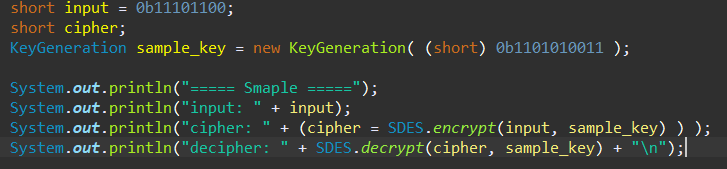 short input = 0b11101100;
short cipher;
KeyGeneration sample_key = new KeyGeneration( (short) 0b1101010011 );
System.out.println("===== Smaple =====");
System.out.println("input: " + input);
System.out.println("cipher: " + (cipher = SDES.encrypt(input, sample_key) ) );
System.out.println("decipher: " + SDES.decrypt(cipher, sample_key) + "\n");